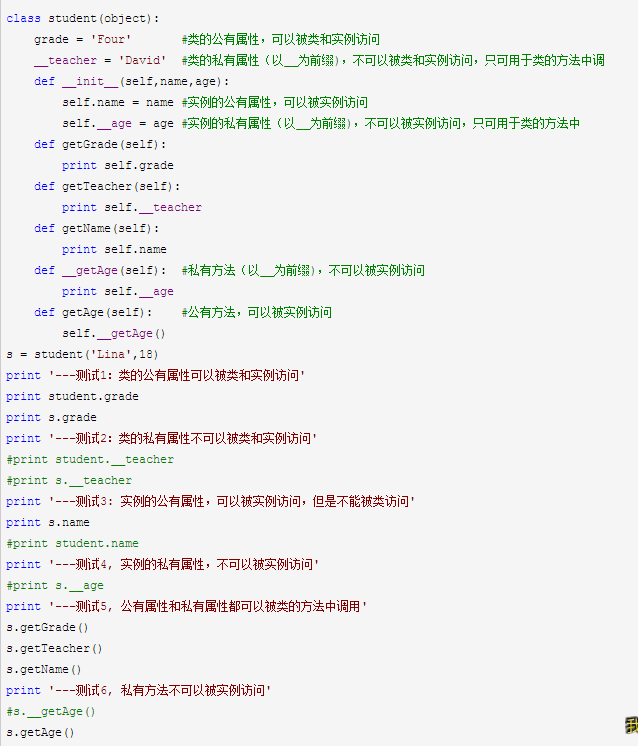 class student(object):
    grade = 'Four'       #类的公有属性，可以被类和实例访问
    __teacher = 'David'  #类的私有属性（以__为前缀)，不可以被类和实例访问，只可用于类的方法中调
    def __init__(self,name,age):
        self.name = name #实例的公有属性，可以被实例访问
        self.__age = age #实例的私有属性（以__为前缀)，不可以被实例访问，只可用于类的方法中
    def getGrade(self):
        print self.grade
    def getTeacher(self):
        print self.__teacher
    def getName(self):
        print self.name
    def __getAge(self):  #私有方法（以__为前缀)，不可以被实例访问
        print self.__age
    def getAge(self):    #公有方法，可以被实例访问
        self.__getAge()
s = student('Lina',18)
print '---测试1：类的公有属性可以被类和实例访问'
print student.grade
print s.grade
print '---测试2：类的私有属性不可以被类和实例访问'
#print student.__teacher
#print s.__teacher
print '---测试3：实例的公有属性，可以被实例访问，但是不能被类访问'
print s.name
#print student.name
print '---测试4, 实例的私有属性，不可以被实例访问'
#print s.__age
print '---测试5, 公有属性和私有属性都可以被类的方法中调用'
s.getGrade()
s.getTeacher()
s.getName()
print '---测试6, 私有方法不可以被实例访问'
#s.__getAge()
s.getAge()